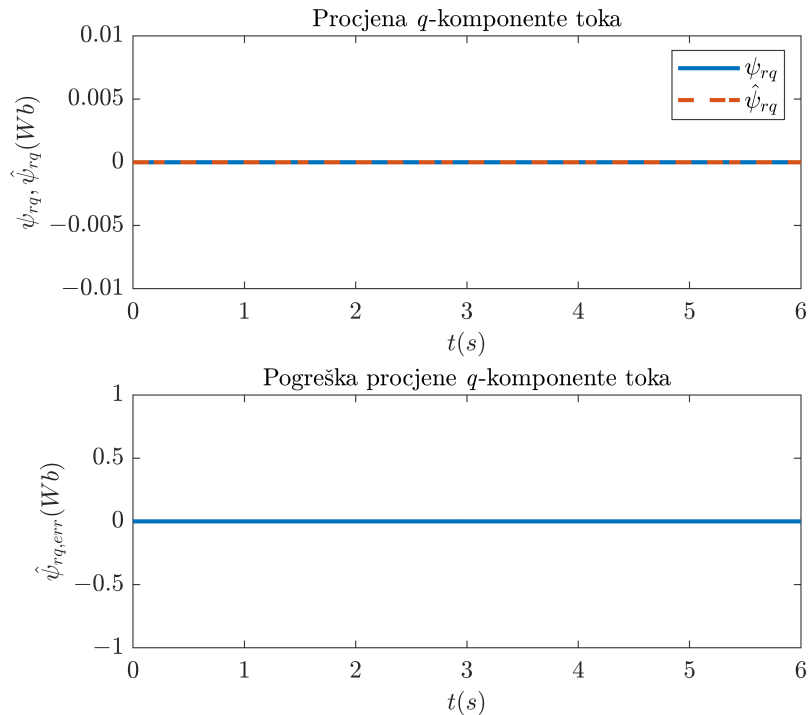 Procjena q-komponente toka
0.01
0.005
0
−0.005
−0.01
ψrq, ψ̂rq(Wb)
ψrq
ψ̂rq
0 1 2 3 4 5 6
t(s)
Pogreška procjene q-komponente toka
1
0.5
0
−0.5
−1
ψ̂rq,err(Wb)
0 1 2 3 4 5 6
t(s)